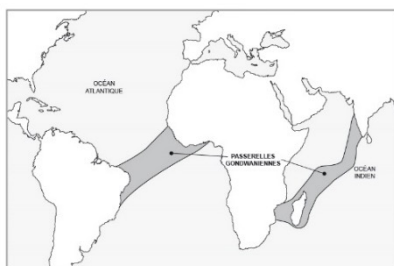 OCÉAN
ATLANTIQUE
PASSERELLES
GONDWANIENNES
OCÉAN
INDIEN